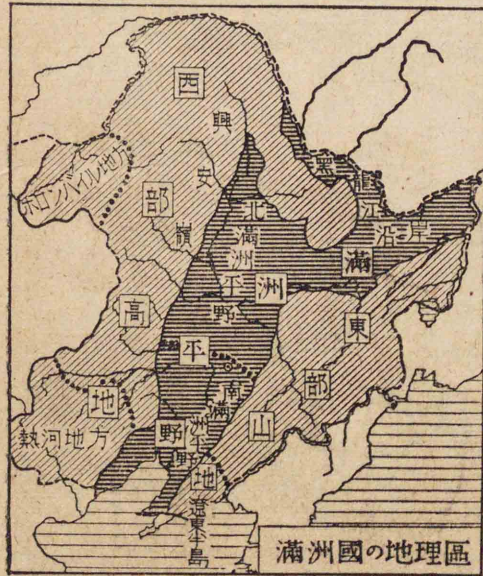 西部高地
興安嶺
ホロンバイル地方
熱河地方
滿洲平野
北滿洲平野
南滿洲平野
黑龍江沿岸
東部山地
遼東半島
滿洲國の地理區